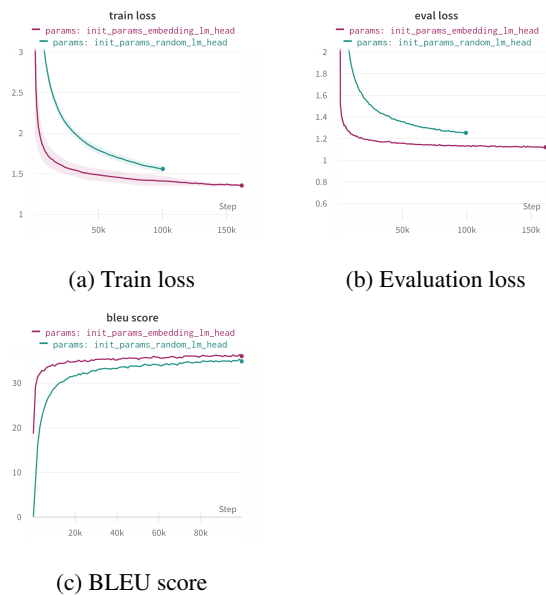 train loss
params: init_params_embedding_lm_head
params: init_params_random_lm_head
3
2.5
2
1.5
1
Step
50k
100k
150k
(a) Train loss
eval loss
params: init_params_embedding_lm_head
params: init_params_random_lm_head
2
1.8
1.6
1.4
1.2
1
0.8
0.6
Step
50k
100k
150k
(b) Evaluation loss
bleu score
params: init_params_embedding_lm_head
params: init_params_random_lm_head
30
20
10
0
Step
20k
40k
60k
80k
(c) BLEU score